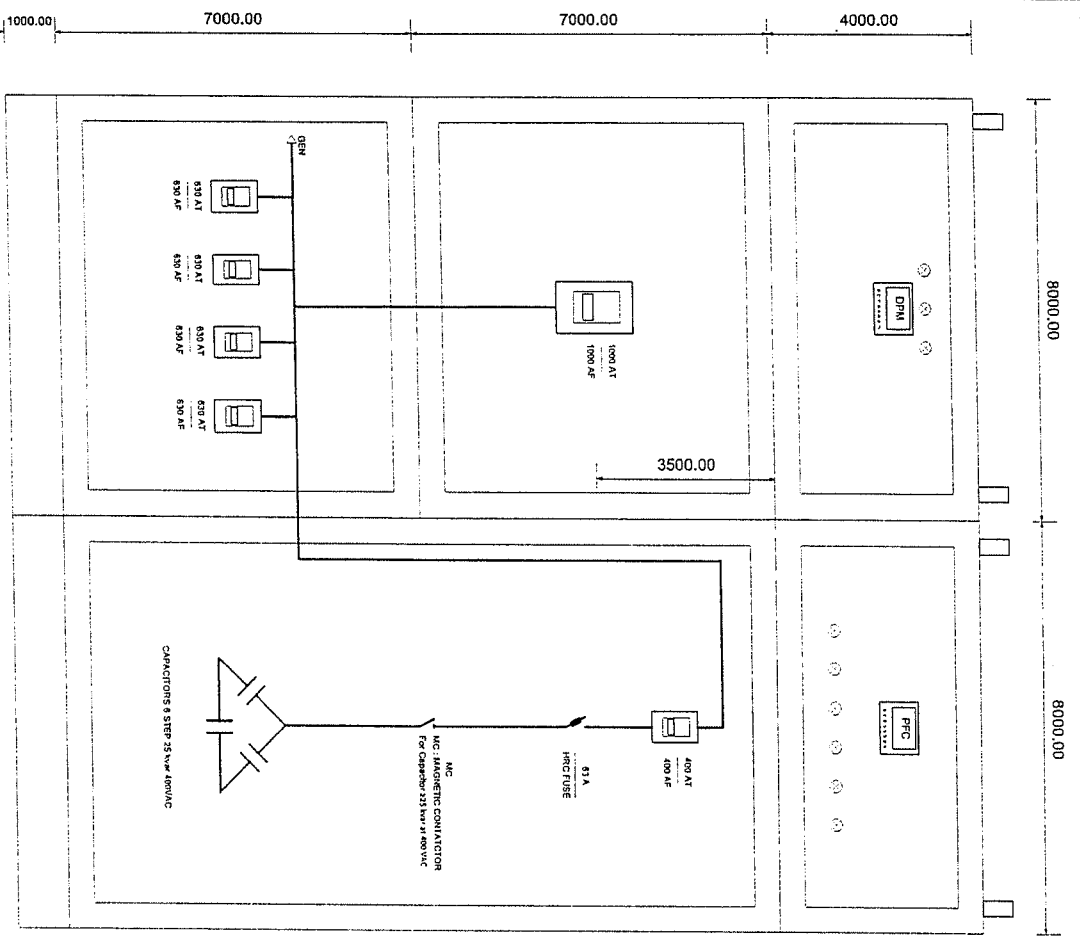 1000.00
7000.00
7000.00
4000.00
8000.00
8000.00
3500.00
DPM
PFC
1000 AT
1000 AF
GEN
630 AT
630 AF
630 AT
630 AF
630 AT
630 AF
630 AT
630 AF
400 AT
400 AF
63 A
HRC FUSE
MC
MC : MAGNETIC CONTATCTOR
For Capacitor ≥25 kvar at 400 VAC
CAPACITORS 6 STEP 25 kvar 400VAC